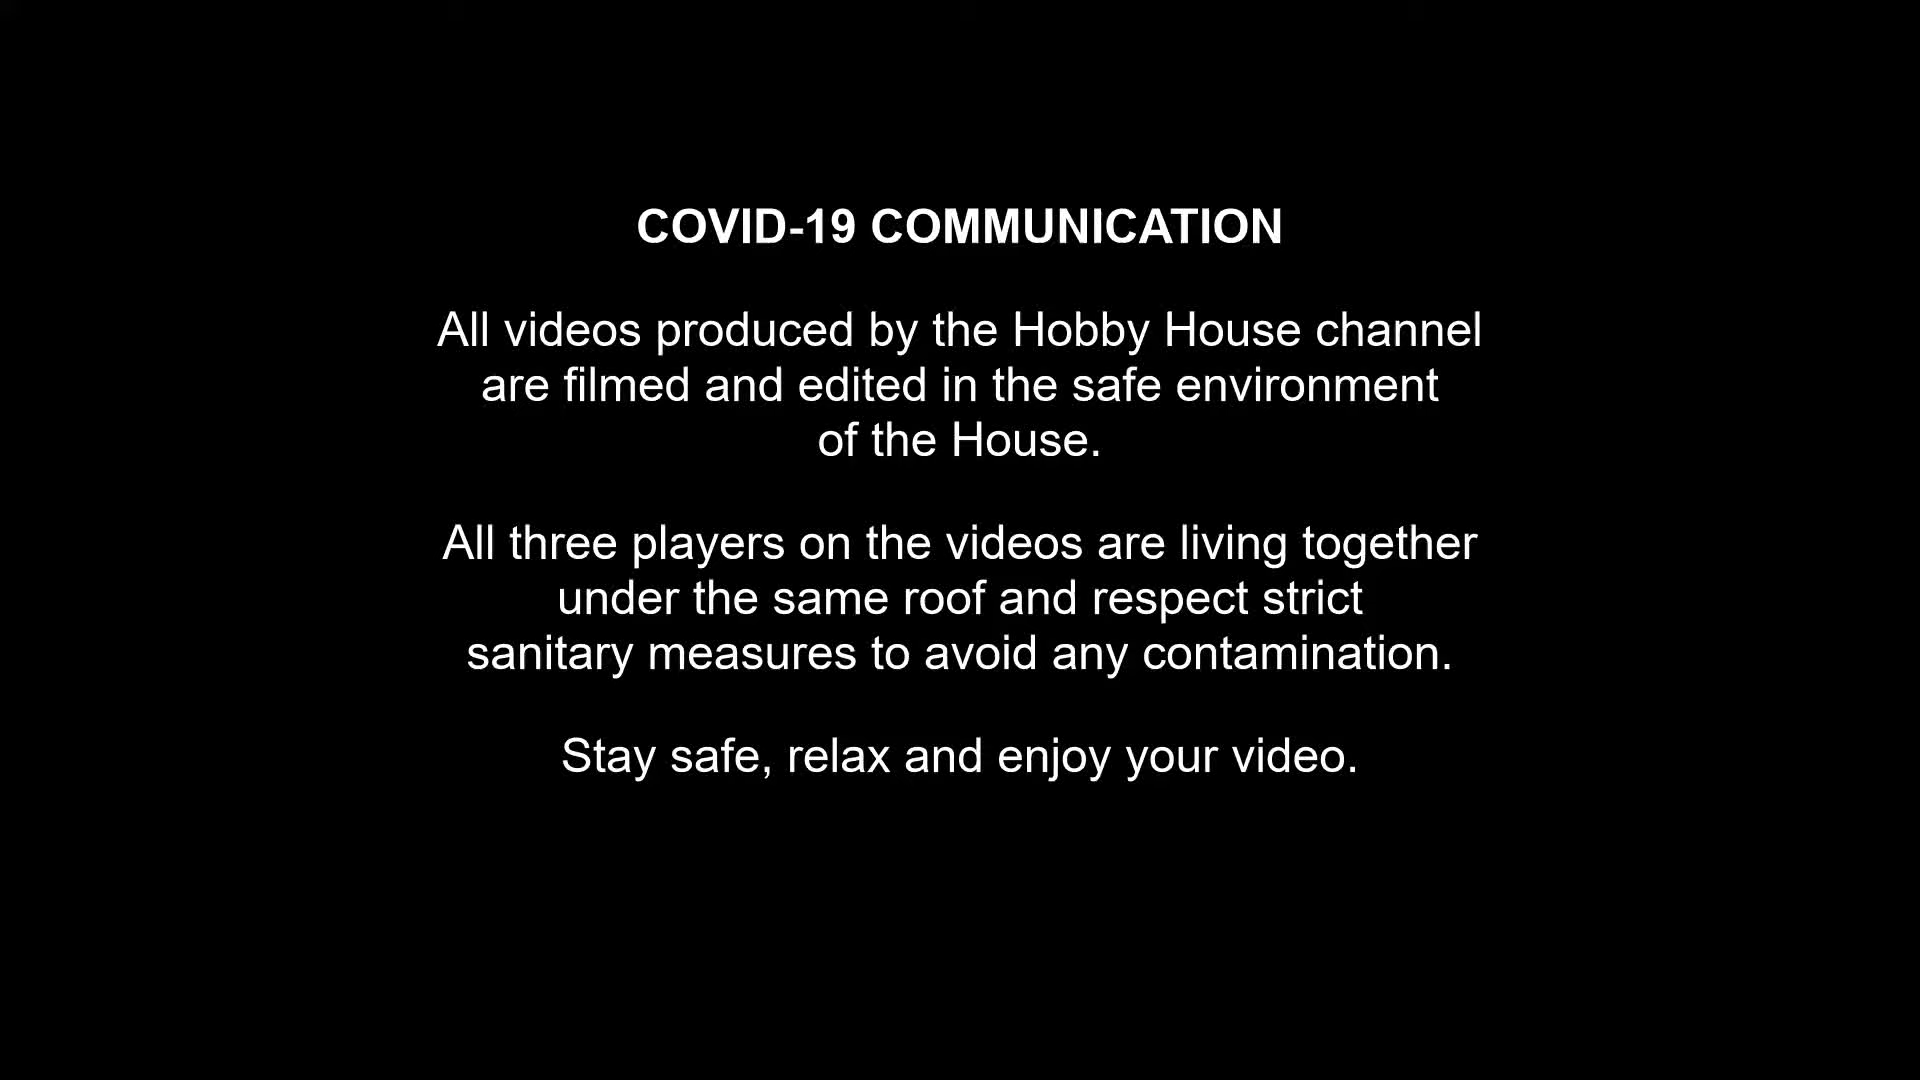 COVID-19 COMMUNICATION
All videos produced by the Hobby House channel
are filmed and edited in the safe environment
of the House.
All three players on the videos are living together
under the same roof and respect strict
sanitary measures to avoid any contamination.
Stay safe, relax and enjoy your video.